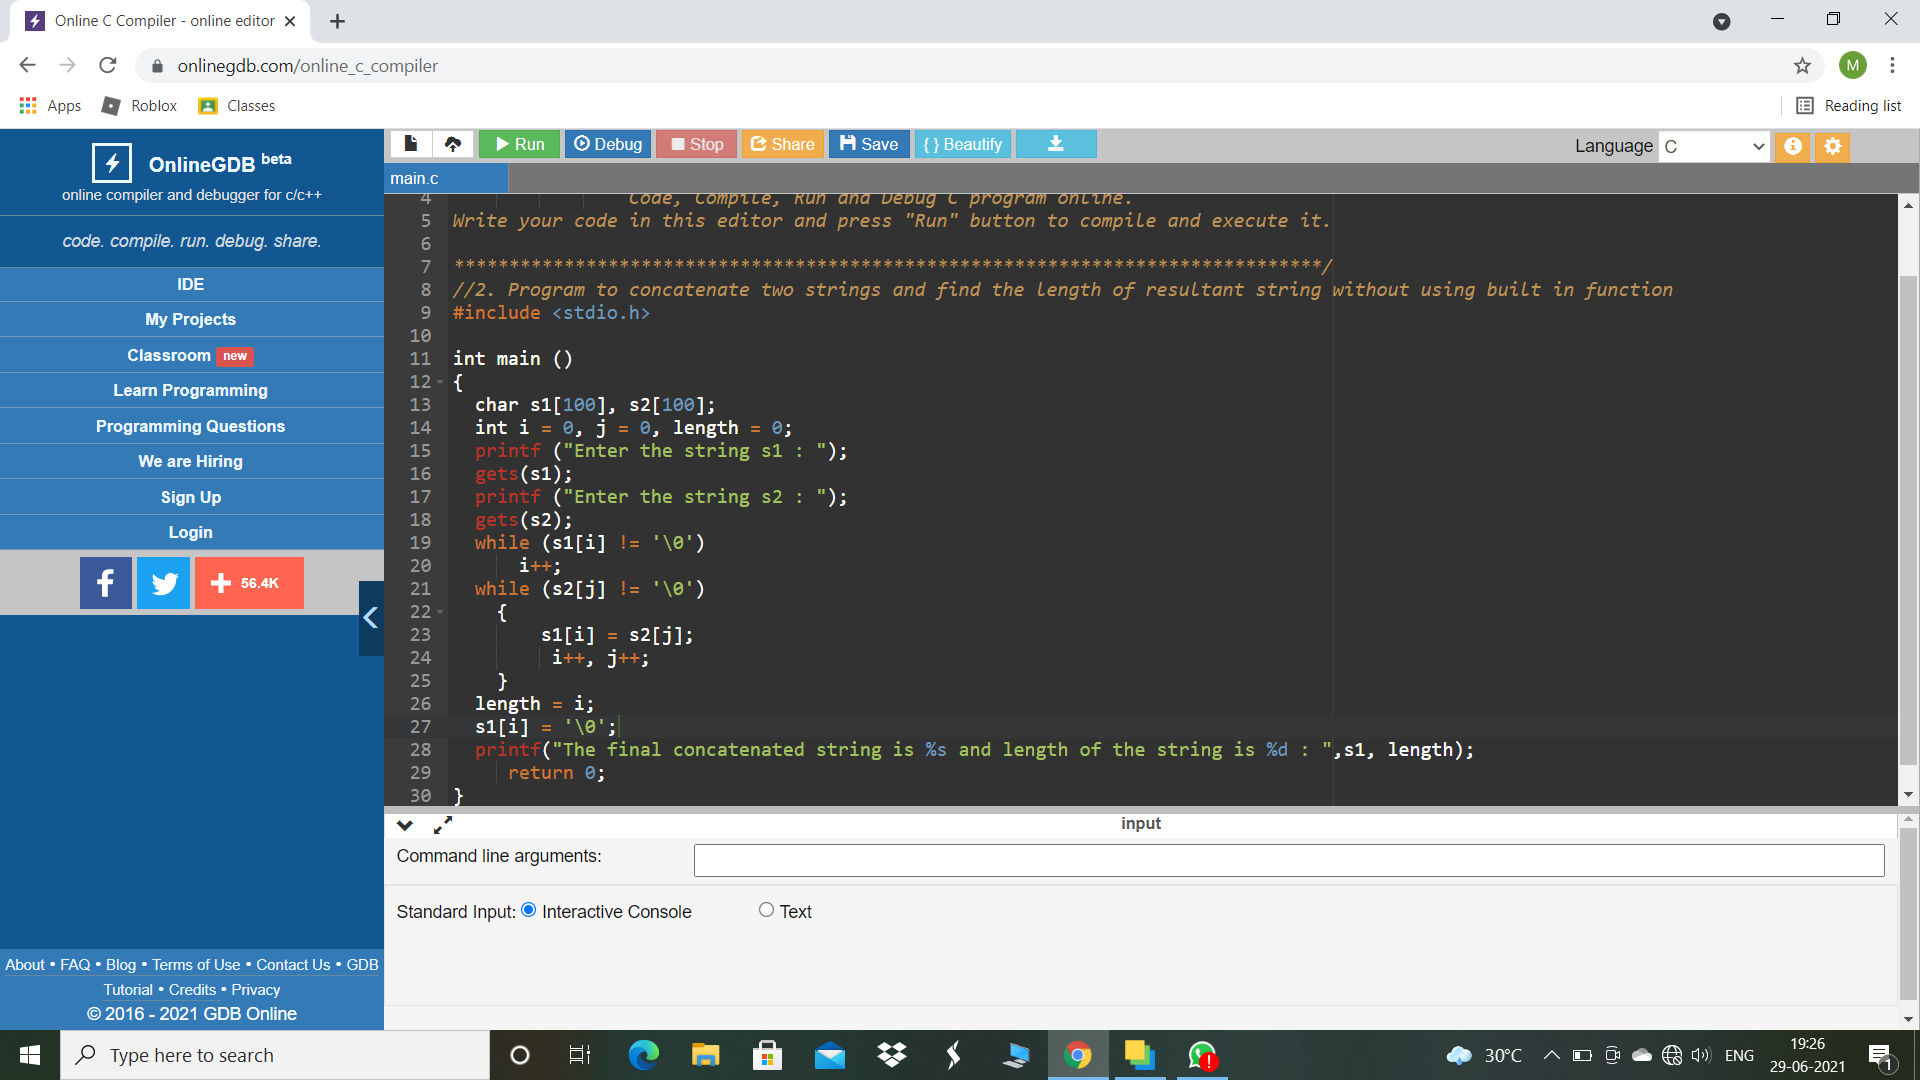 Online C Compiler - online editor
onlinegdb.com/online_c_compiler
M
Apps Roblox Classes Reading list
OnlineGDB beta
online compiler and debugger for c/c++
code. compile. run. debug. share.
IDE
My Projects
Classroom new
Learn Programming
Programming Questions
We are Hiring
Sign Up
Login
f + 56.4K
About • FAQ • Blog • Terms of Use • Contact Us • GDB
Tutorial • Credits • Privacy
© 2016 - 2021 GDB Online
Run Debug Stop Share Save {} Beautify Language C
main.c
4 Code, Compile, Run and Debug C program online.
5 Write your code in this editor and press "Run" button to compile and execute it.
6
7 *******************************************************************************/
8 //2. Program to concatenate two strings and find the length of resultant string without using built in function
9 #include <stdio.h>
10
11 int main ()
12 {
13 char s1[100], s2[100];
14 int i = 0, j = 0, length = 0;
15 printf ("Enter the string s1 : ");
16 gets(s1);
17 printf ("Enter the string s2 : ");
18 gets(s2);
19 while (s1[i] != '\0')
20 i++;
21 while (s2[j] != '\0')
22 {
23 s1[i] = s2[j];
24 i++, j++;
25 }
26 length = i;
27 s1[i] = '\0';
28 printf("The final concatenated string is %s and length of the string is %d : ",s1, length);
29 return 0;
30 }
input
Command line arguments:
Standard Input: Interactive Console Text
Type here to search
30°C ENG 19:26
29-06-2021
1